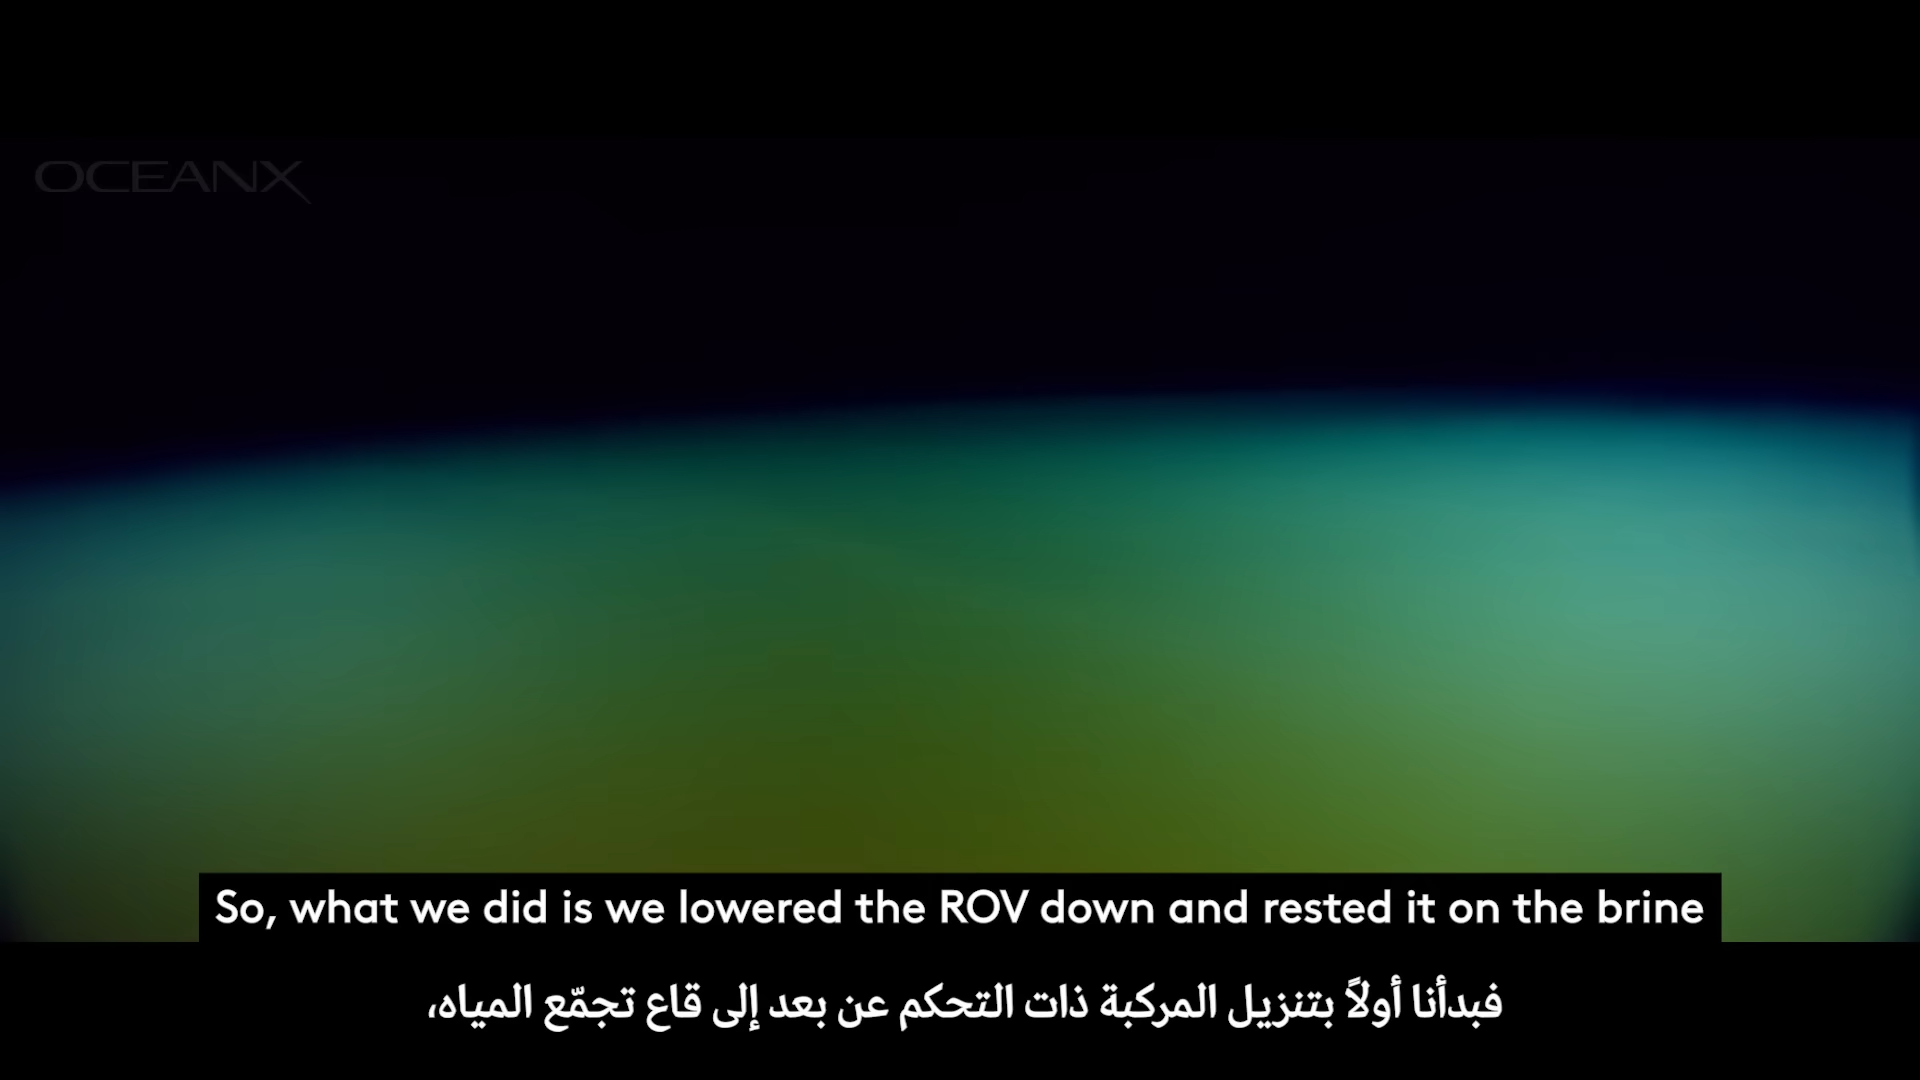 OCEANX
So, what we did is we lowered the ROV down and rested it on the brine
فبدأنا أولاً بتنزيل المركبة ذات التحكم عن بعد إلى قاع تجمّع المياه،